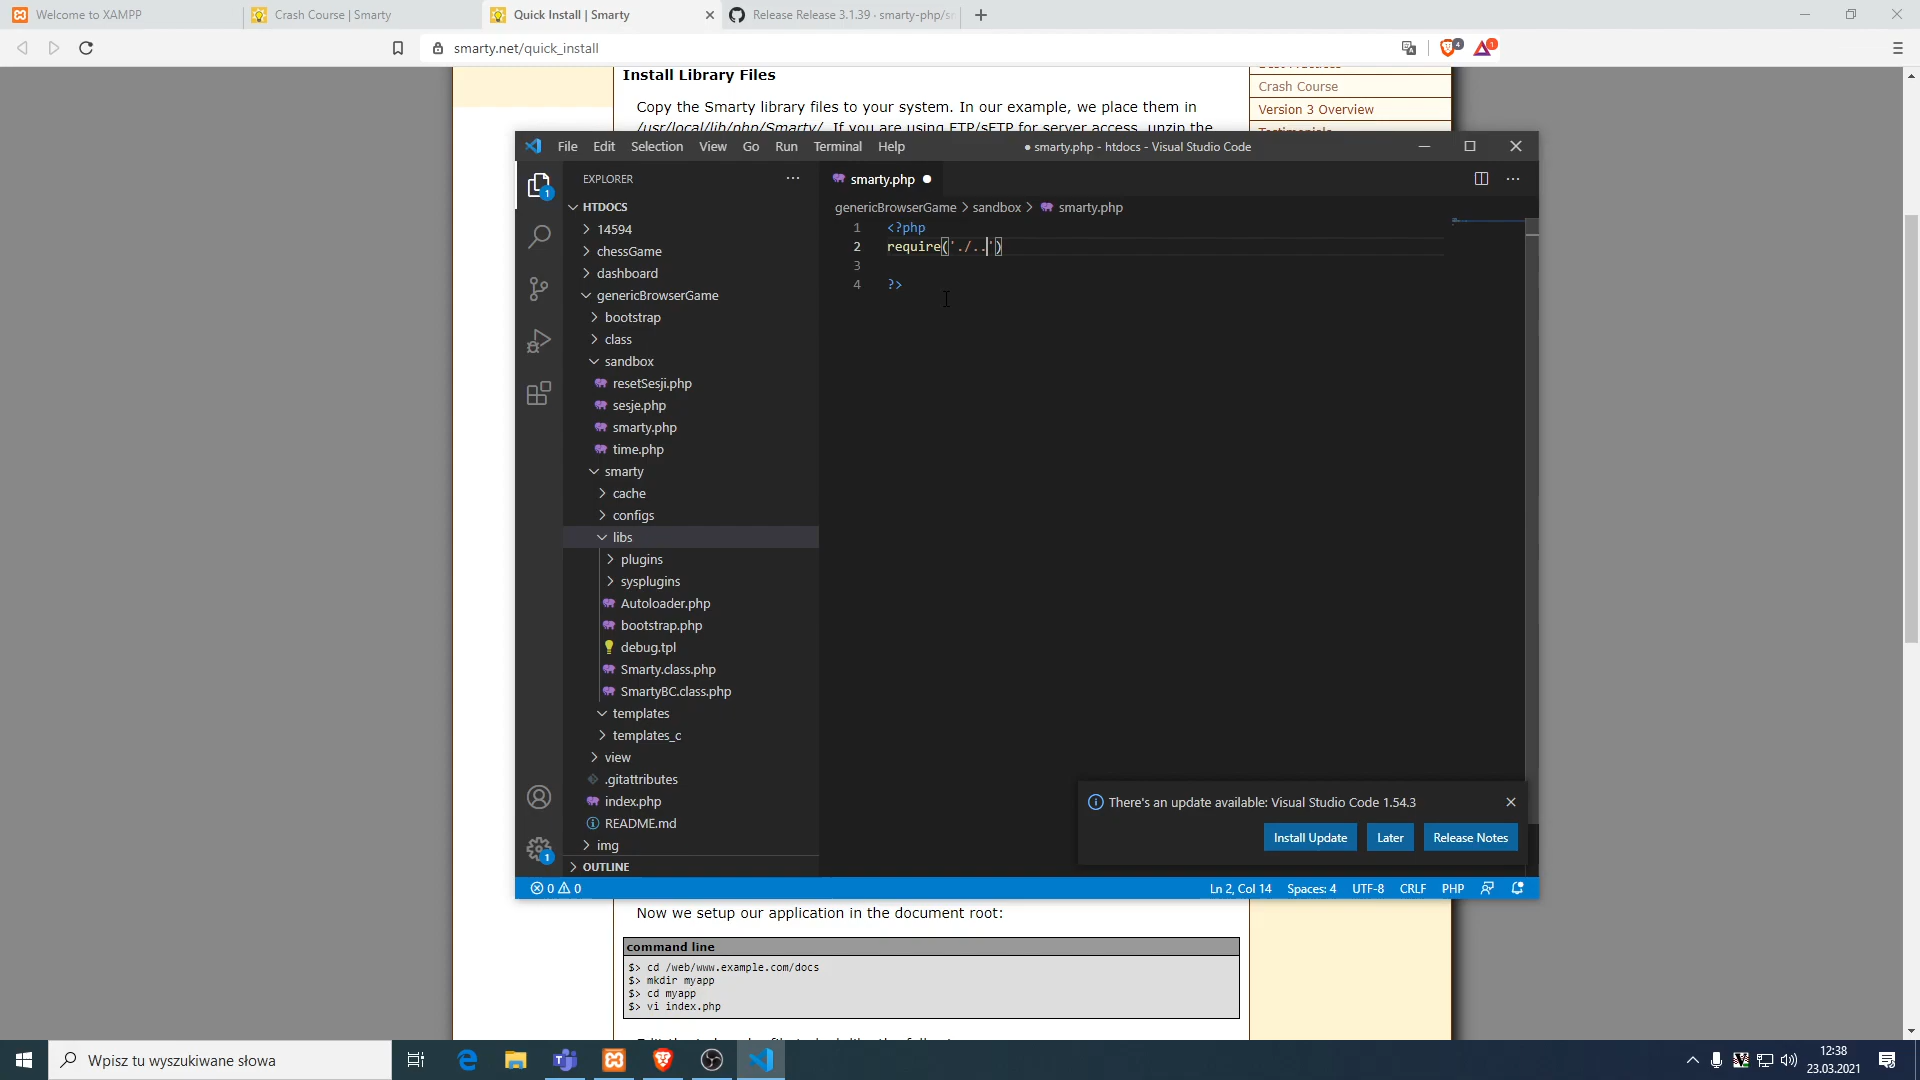 Welcome to XAMPP
Crash Course | Smarty
Quick Install | Smarty
Release Release 3.1.39 · smarty-php/s
smarty.net/quick_install
4
1
Install Library Files
Copy the Smarty library files to your system. In our example, we place them in
/usr/local/lib/php/Smarty/. If you are using FTP/sFTP for server access, unzip the
Best Practices
Crash Course
Version 3 Overview
Testimonials
File Edit Selection View Go Run Terminal Help
● smarty.php - htdocs - Visual Studio Code
EXPLORER
HTDOCS
14594
chessGame
dashboard
genericBrowserGame
bootstrap
class
sandbox
resetSesji.php
sesje.php
smarty.php
time.php
smarty
cache
configs
libs
plugins
sysplugins
Autoloader.php
bootstrap.php
debug.tpl
Smarty.class.php
SmartyBC.class.php
templates
templates_c
view
.gitattributes
index.php
README.md
img
OUTLINE
1
1
smarty.php
genericBrowserGame > sandbox > smarty.php
1 <?php
2 require('./..')
3
4 ?>
There's an update available: Visual Studio Code 1.54.3
Install Update Later Release Notes
0 0
Ln 2, Col 14 Spaces: 4 UTF-8 CRLF PHP
Now we setup our application in the document root:
command line
$> cd /web/www.example.com/docs
$> mkdir myapp
$> cd myapp
$> vi index.php
Wpisz tu wyszukiwane słowa
12:38
23.03.2021